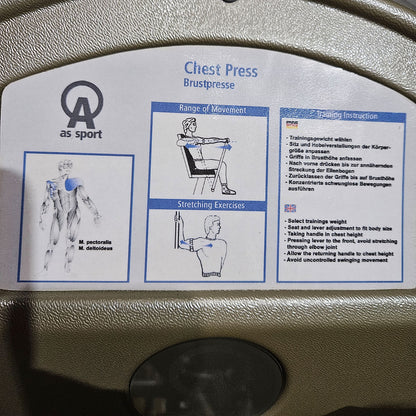 Chest Press
Brustpresse
as sport
M. pectoralis
M. deltoideus
Range of Movement
Stretching Exercises
Training Instruction
- Trainingsgewicht wählen
- Sitz und Hebelverstellungen der Körper-
größe anpassen
- Griffe in Brusthöhe anfassen
- Nach vorne drücken bis zur annähernden
Streckung der Ellenbogen
- Zurücklassen der Griffe bis auf Brusthöhe
- Konzentrierte schwunglose Bewegungen
ausführen
- Select trainings weight
- Seat and lever adjustment to fit body size
- Taking handle in chest height
- Pressing lever to the front, avoid stretching
through elbow joint
- Allow the returning handle to chest height
- Avoid uncontrolled swinging movement